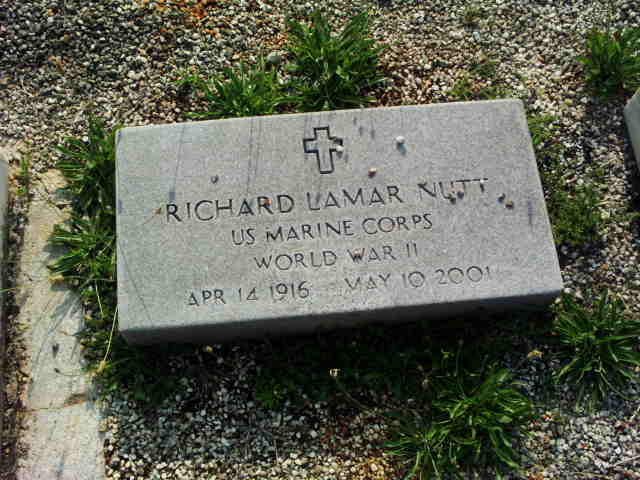 RICHARD LAMAR NUTT
US MARINE CORPS
WORLD WAR II
APR 14 1916 MAY 10 2001